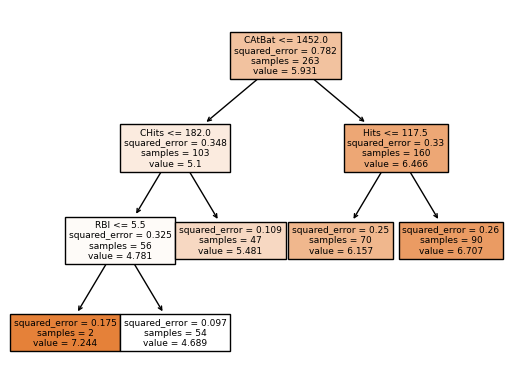 CAtBat <= 1452.0
squared_error = 0.782
samples = 263
value = 5.931
CHits <= 182.0
squared_error = 0.348
samples = 103
value = 5.1
Hits <= 117.5
squared_error = 0.33
samples = 160
value = 6.466
RBI <= 5.5
squared_error = 0.325
samples = 56
value = 4.781
squared_error = 0.109
samples = 47
value = 5.481
squared_error = 0.25
samples = 70
value = 6.157
squared_error = 0.26
samples = 90
value = 6.707
squared_error = 0.175
samples = 2
value = 7.244
squared_error = 0.097
samples = 54
value = 4.689